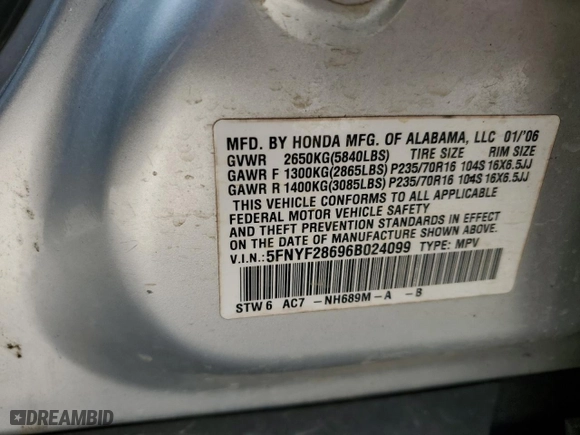 MFD. BY HONDA MFG. OF ALABAMA, LLC 01/'06
GVWR 2650KG(5840LBS) TIRE SIZE RIM SIZE
GAWR F 1300KG(2865LBS) P235/70R16 104S 16X6.5JJ
GAWR R 1400KG(3085LBS) P235/70R16 104S 16X6.5JJ
THIS VEHICLE CONFORMS TO ALL APPLICABLE
FEDERAL MOTOR VEHICLE SAFETY
AND THEFT PREVENTION STANDARDS IN EFFECT
ON THE DATE OF MANUFACTURE SHOWN ABOVE.
V.I.N.: 5FNYF28696B024099 TYPE: MPV
STW6 AC7 -NH689M-A -B
DREAMBID